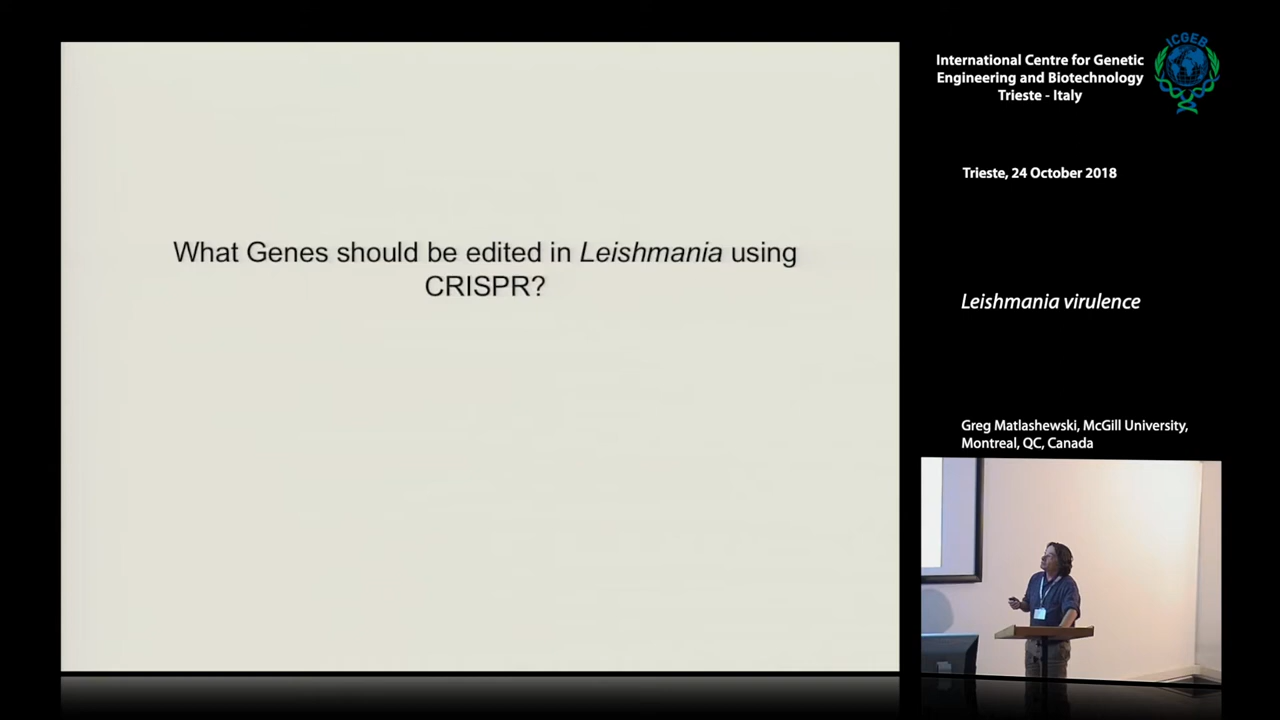 What Genes should be edited in Leishmania using
CRISPR?
International Centre for Genetic
Engineering and Biotechnology
Trieste - Italy
ICGEB
Trieste, 24 October 2018
Leishmania virulence
Greg Matlashewski, McGill University,
Montreal, QC, Canada